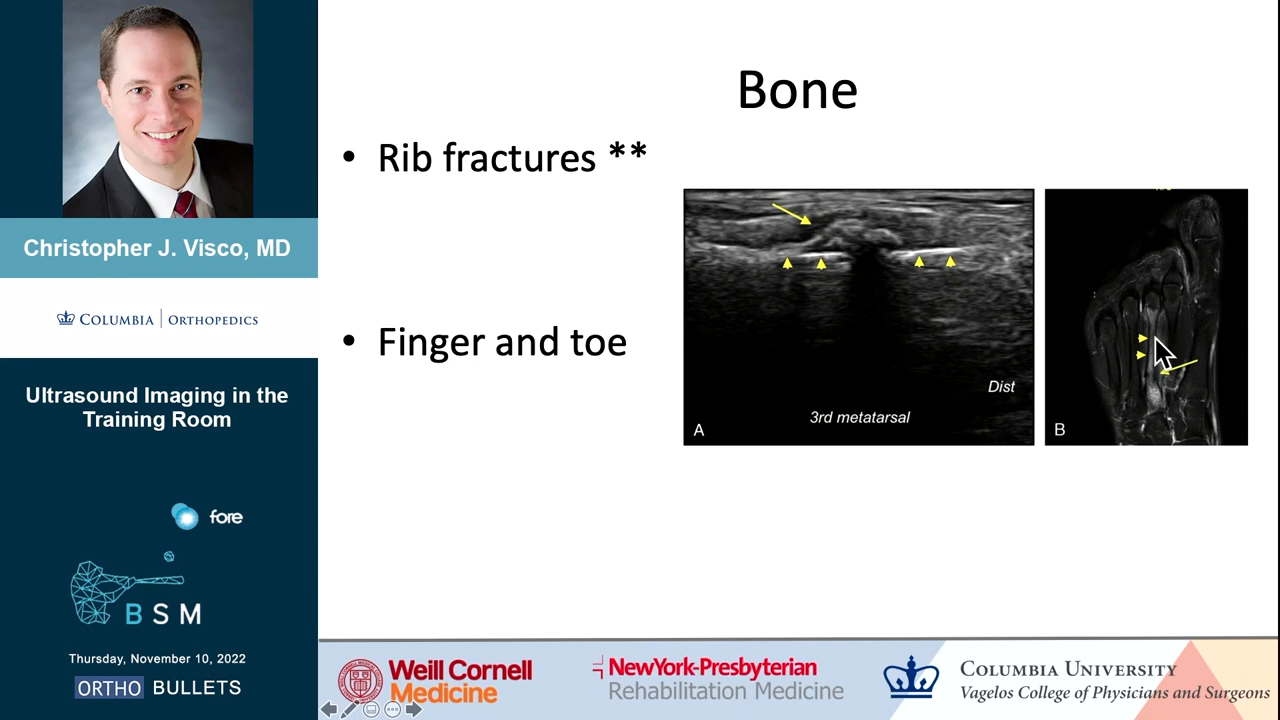 Christopher J. Visco, MD
COLUMBIA | ORTHOPEDICS
Ultrasound Imaging in the
Training Room
fore
BSM
Thursday, November 10, 2022
ORTHO BULLETS
Bone
• Rib fractures **
• Finger and toe
Dist
3rd metatarsal
A
B
Weill Cornell
Medicine
NewYork-Presbyterian
Rehabilitation Medicine
COLUMBIA UNIVERSITY
Vagelos College of Physicians and Surgeons